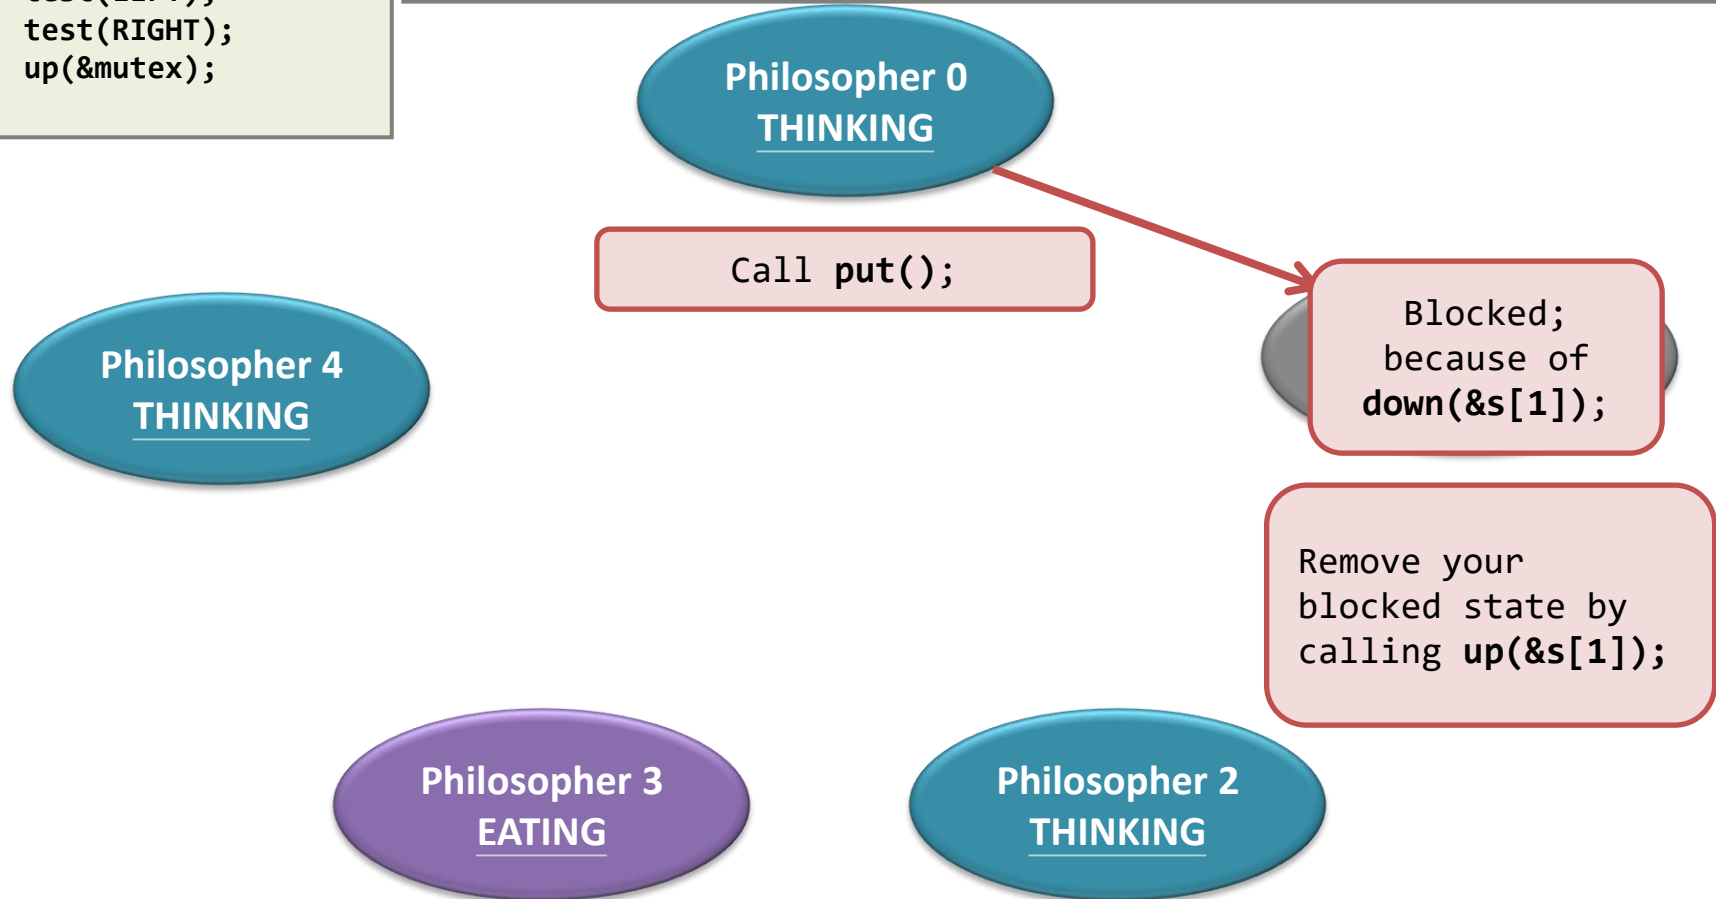 test(RIGHT);
up(&mutex);
Philosopher 0
THINKING
Call put();
Blocked;
because of
down(&s[1]);
Philosopher 4
THINKING
Remove your
blocked state by
calling up(&s[1]);
Philosopher 3
EATING
Philosopher 2
THINKING